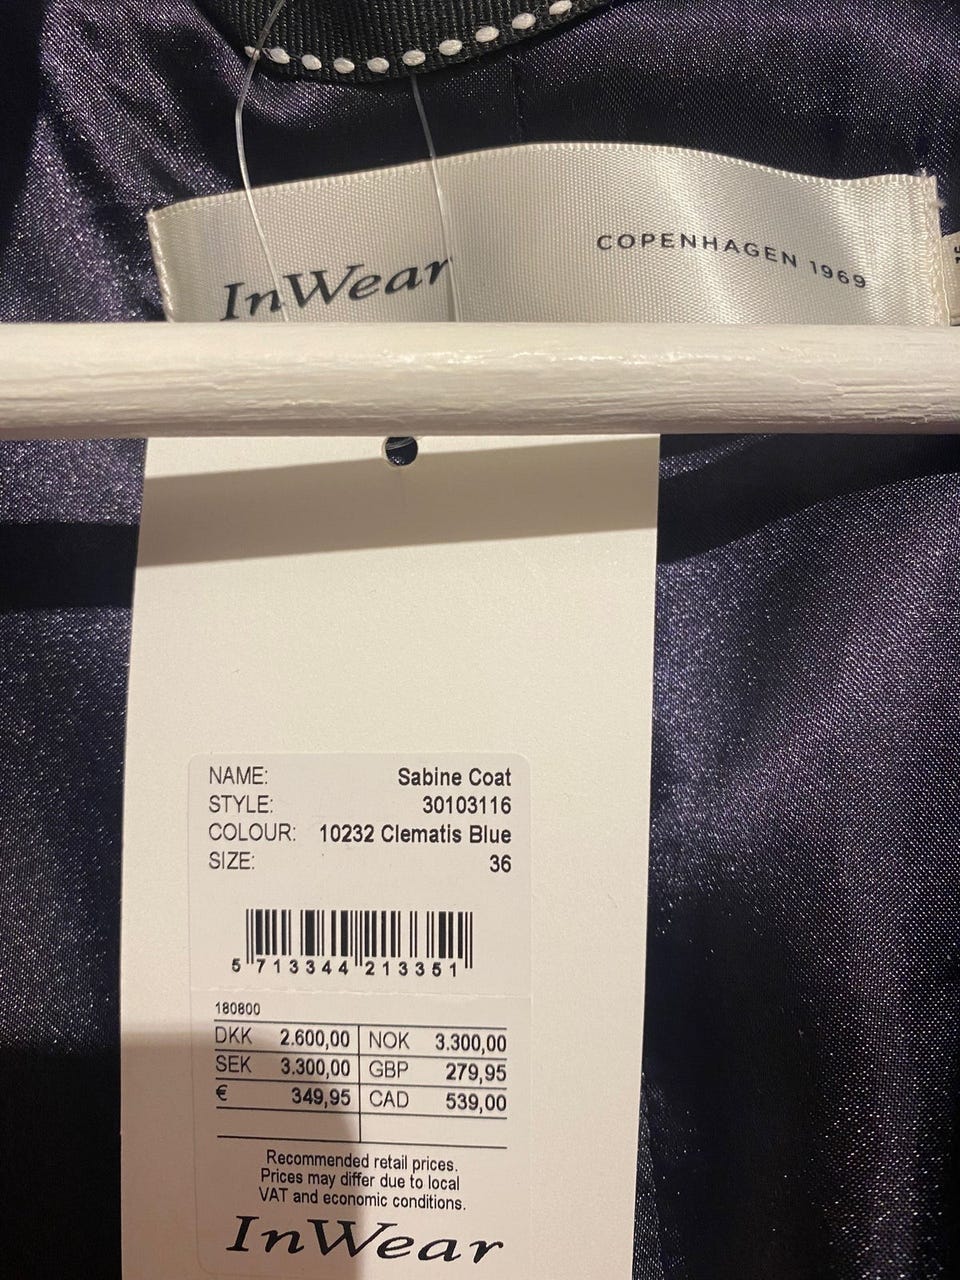 InWear
COPENHAGEN 1969
NAME: Sabine Coat
STYLE: 30103116
COLOUR: 10232 Clematis Blue
SIZE: 36
5 713344 213351
180800
DKK 2.600,00 NOK 3.300,00
SEK 3.300,00 GBP 279,95
€ 349,95 CAD 539,00
Recommended retail prices.
Prices may differ due to local
VAT and economic conditions.
InWear